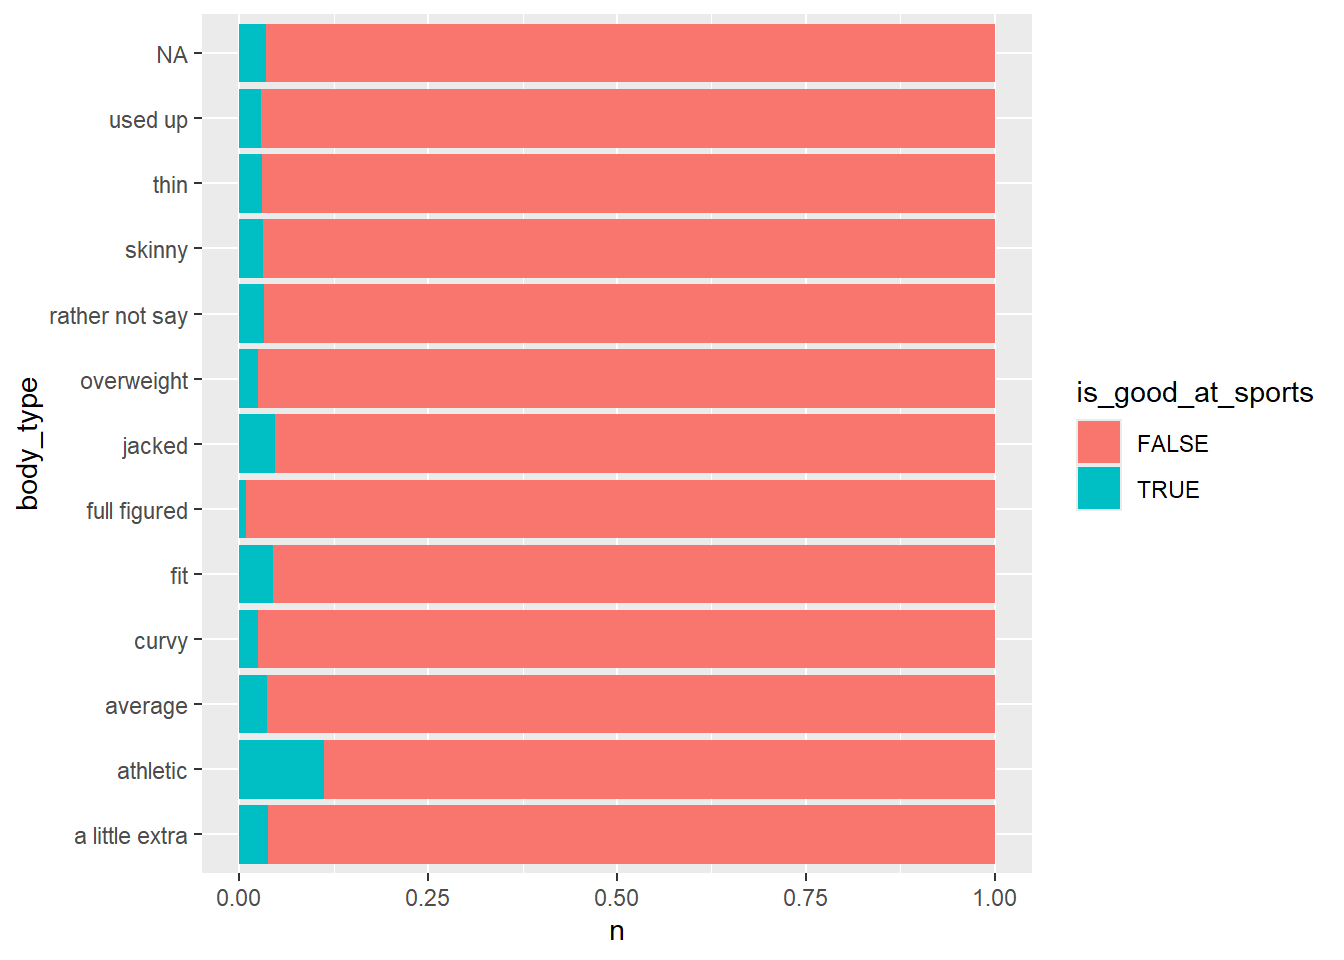 NA
used up
thin
skinny
rather not say
overweight
jacked
full figured
fit
curvy
average
athletic
a little extra
body_type
0.00 0.25 0.50 0.75 1.00
n
is_good_at_sports
FALSE
TRUE